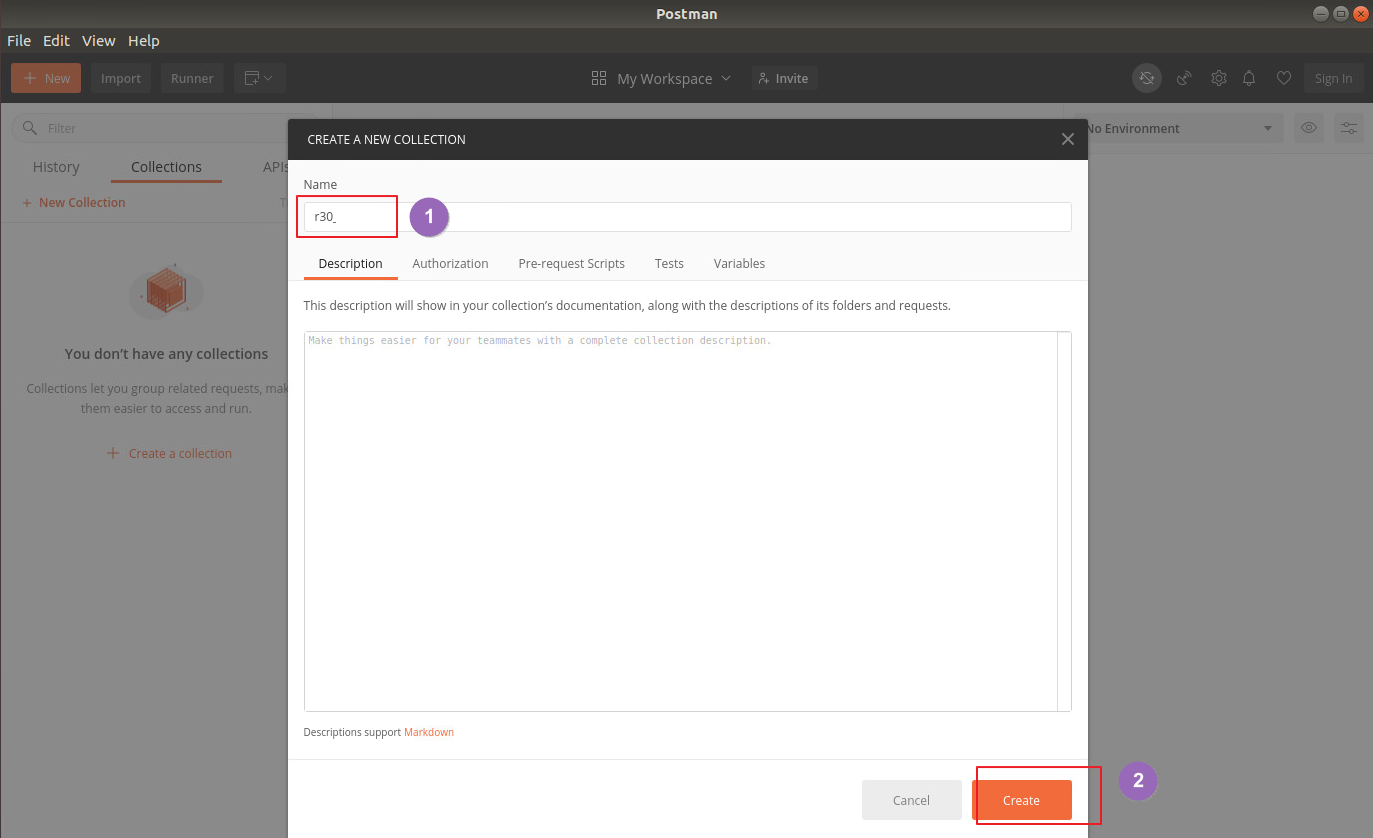 Postman
File Edit View Help
New Import Runner My Workspace Invite Sign In
Filter
No Environment
History Collections APIs
+ New Collection
You don’t have any collections
Collections let you group related requests,
them easier to access and run.
+ Create a collection
CREATE A NEW COLLECTION
Name
r30_
1
Description Authorization Pre-request Scripts Tests Variables
This description will show in your collection’s documentation, along with the descriptions of its folders and requests.
Make things easier for your teammates with a complete collection description.
Descriptions support Markdown
Cancel Create
2